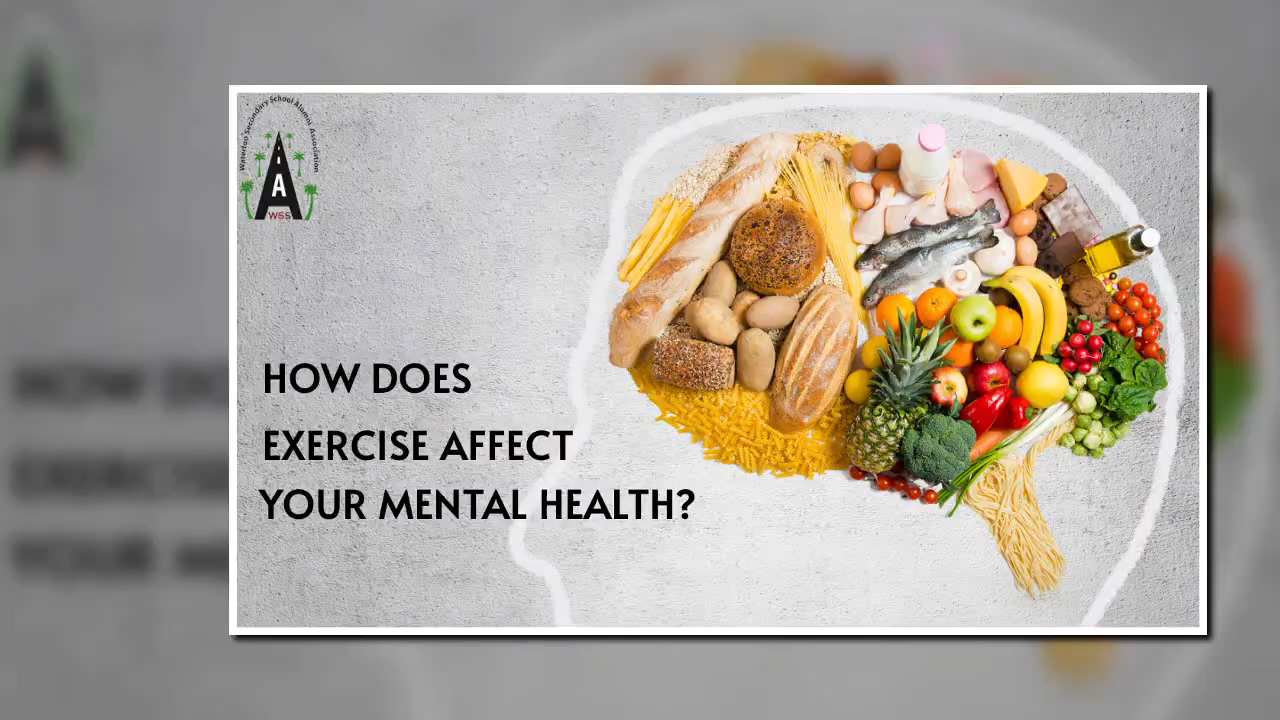 Waterloo Secondary School Alumni Association
A
WSS
HOW DOES
EXERCISE AFFECT
YOUR MENTAL HEALTH?